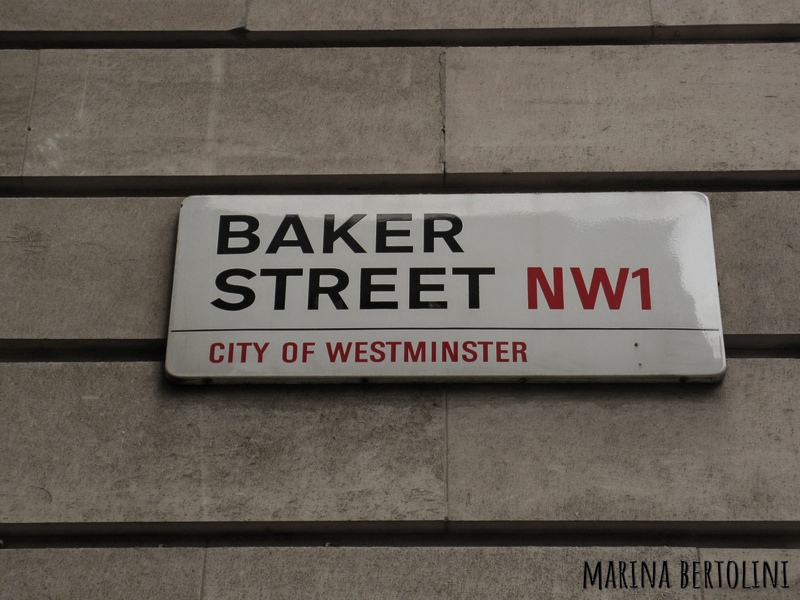 BAKER
STREET NW1
CITY OF WESTMINSTER
MARINA BERTOLINI